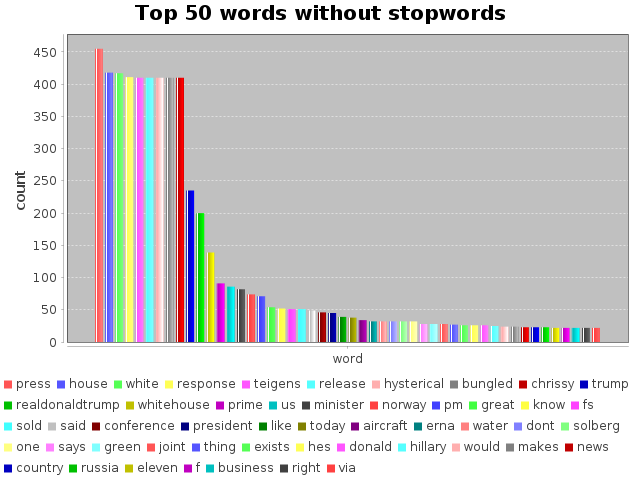 Top 50 words without stopwords
450
400
350
300
250
200
150
100
50
0
count
word
press house white response teigens release hysterical bungled chrissy trump
realdonaldtrump whitehouse prime us minister norway pm great know fs
sold said conference president like today aircraft erna water dont solberg
one says green joint thing exists hes donald hillary would makes news
country russia eleven f business right via